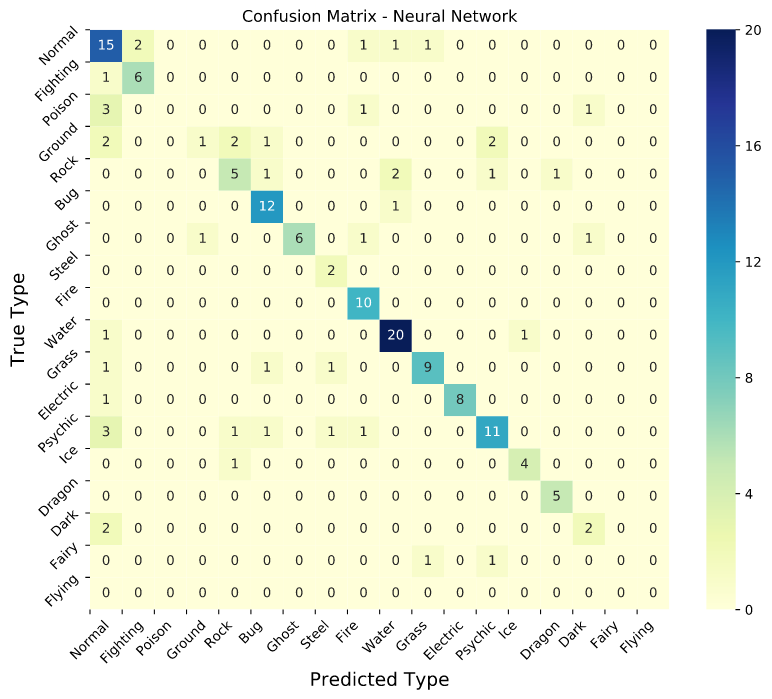 Confusion Matrix - Neural Network
True Type
Normal 15 2 0 0 0 0 0 0 1 1 1 0 0 0 0 0 0 0
Fighting 1 6 0 0 0 0 0 0 0 0 0 0 0 0 0 0 0 0
Poison 3 0 0 0 0 0 0 0 1 0 0 0 0 0 0 1 0 0
Ground 2 0 0 1 2 1 0 0 0 0 0 0 2 0 0 0 0 0
Rock 0 0 0 0 5 1 0 0 0 2 0 0 1 0 1 0 0 0
Bug 0 0 0 0 0 12 0 0 0 1 0 0 0 0 0 0 0 0
Ghost 0 0 0 1 0 0 6 0 1 0 0 0 0 0 0 1 0 0
Steel 0 0 0 0 0 0 0 2 0 0 0 0 0 0 0 0 0 0
Fire 0 0 0 0 0 0 0 0 10 0 0 0 0 0 0 0 0 0
Water 1 0 0 0 0 0 0 0 0 20 0 0 0 1 0 0 0 0
Grass 1 0 0 0 0 1 0 1 0 0 9 0 0 0 0 0 0 0
Electric 1 0 0 0 0 0 0 0 0 0 0 8 0 0 0 0 0 0
Psychic 3 0 0 0 1 1 0 1 1 0 0 0 11 0 0 0 0 0
Ice 0 0 0 0 1 0 0 0 0 0 0 0 0 4 0 0 0 0
Dragon 0 0 0 0 0 0 0 0 0 0 0 0 0 0 5 0 0 0
Dark 2 0 0 0 0 0 0 0 0 0 0 0 0 0 0 2 0 0
Fairy 0 0 0 0 0 0 0 0 0 0 1 0 1 0 0 0 0 0
Flying 0 0 0 0 0 0 0 0 0 0 0 0 0 0 0 0 0 0
Normal Fighting Poison Ground Rock Bug Ghost Steel Fire Water Grass Electric Psychic Ice Dragon Dark Fairy Flying
Predicted Type
20
16
12
8
4
0